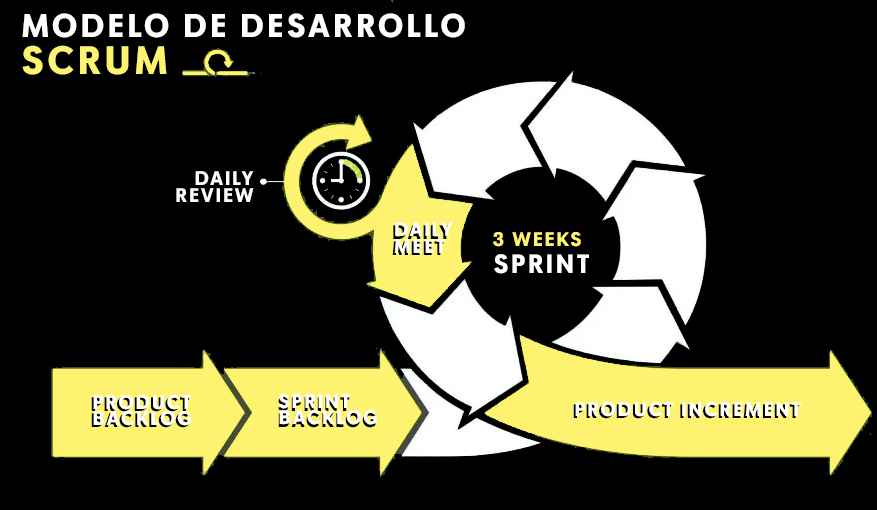 MODELO DE DESARROLLO
SCRUM
DAILY
REVIEW
DAILY
MEET
3 WEEKS
SPRINT
PRODUCT
BACKLOG
SPRINT
BACKLOG
PRODUCT INCREMENT